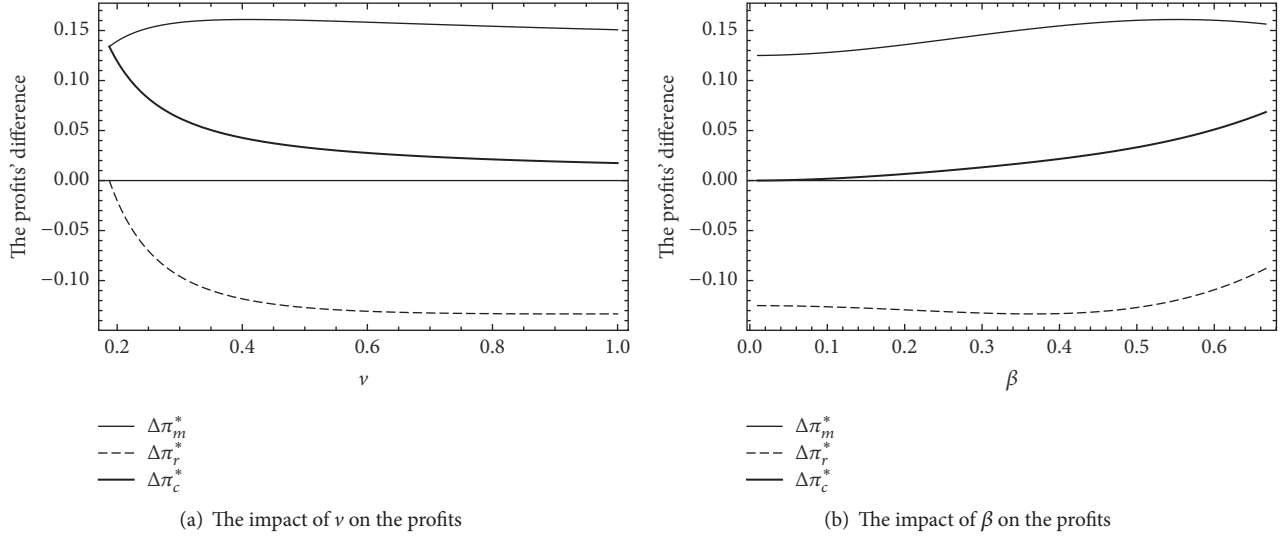 The profits' difference
0.15
0.10
0.05
0.00
−0.05
−0.10
0.2
0.4
0.6
0.8
1.0
ν
Δπ*m
Δπ*r
Δπ*c
(a) The impact of ν on the profits
The profits' difference
0.15
0.10
0.05
0.00
−0.05
−0.10
0.0
0.1
0.2
0.3
0.4
0.5
0.6
β
Δπ*m
Δπ*r
Δπ*c
(b) The impact of β on the profits